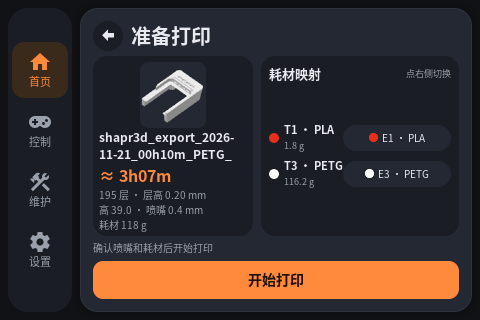 首页
控制
维护
设置
准备打印
shapr3d_export_2026-
11-21_00h10m_PETG_
≈ 3h07m
195 层 · 层高 0.20 mm
高 39.0 · 喷嘴 0.4 mm
耗材 118 g
耗材映射
点右侧切换
T1 · PLA
1.8 g
E1 · PLA
T3 · PETG
116.2 g
E3 · PETG
确认喷嘴和耗材后开始打印
开始打印